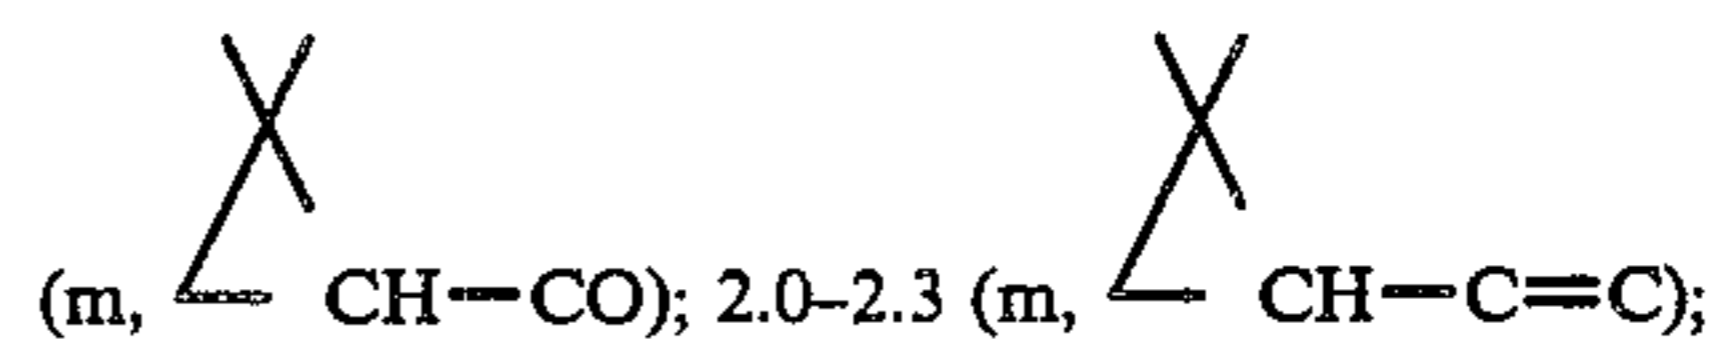 (m, CH—CO); 2.0–2.3 (m, CH—C=C);